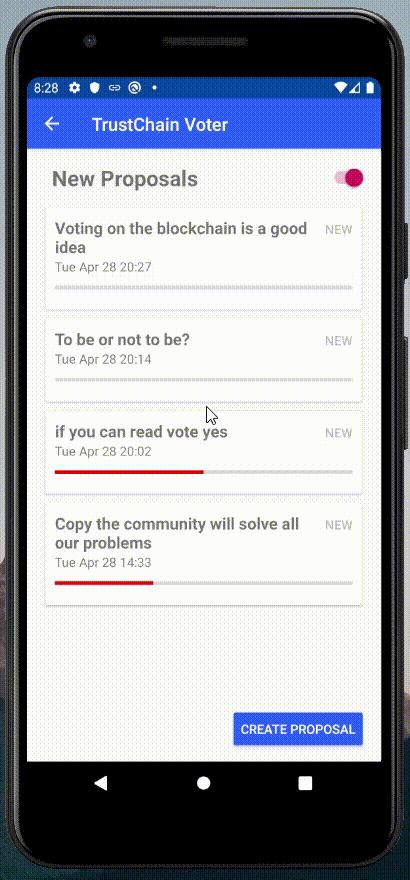 8:28
TrustChain Voter
New Proposals
Voting on the blockchain is a good
idea
NEW
Tue Apr 28 20:27
To be or not to be?
NEW
Tue Apr 28 20:14
if you can read vote yes
NEW
Tue Apr 28 20:02
Copy the community will solve all
our problems
NEW
Tue Apr 28 14:33
CREATE PROPOSAL